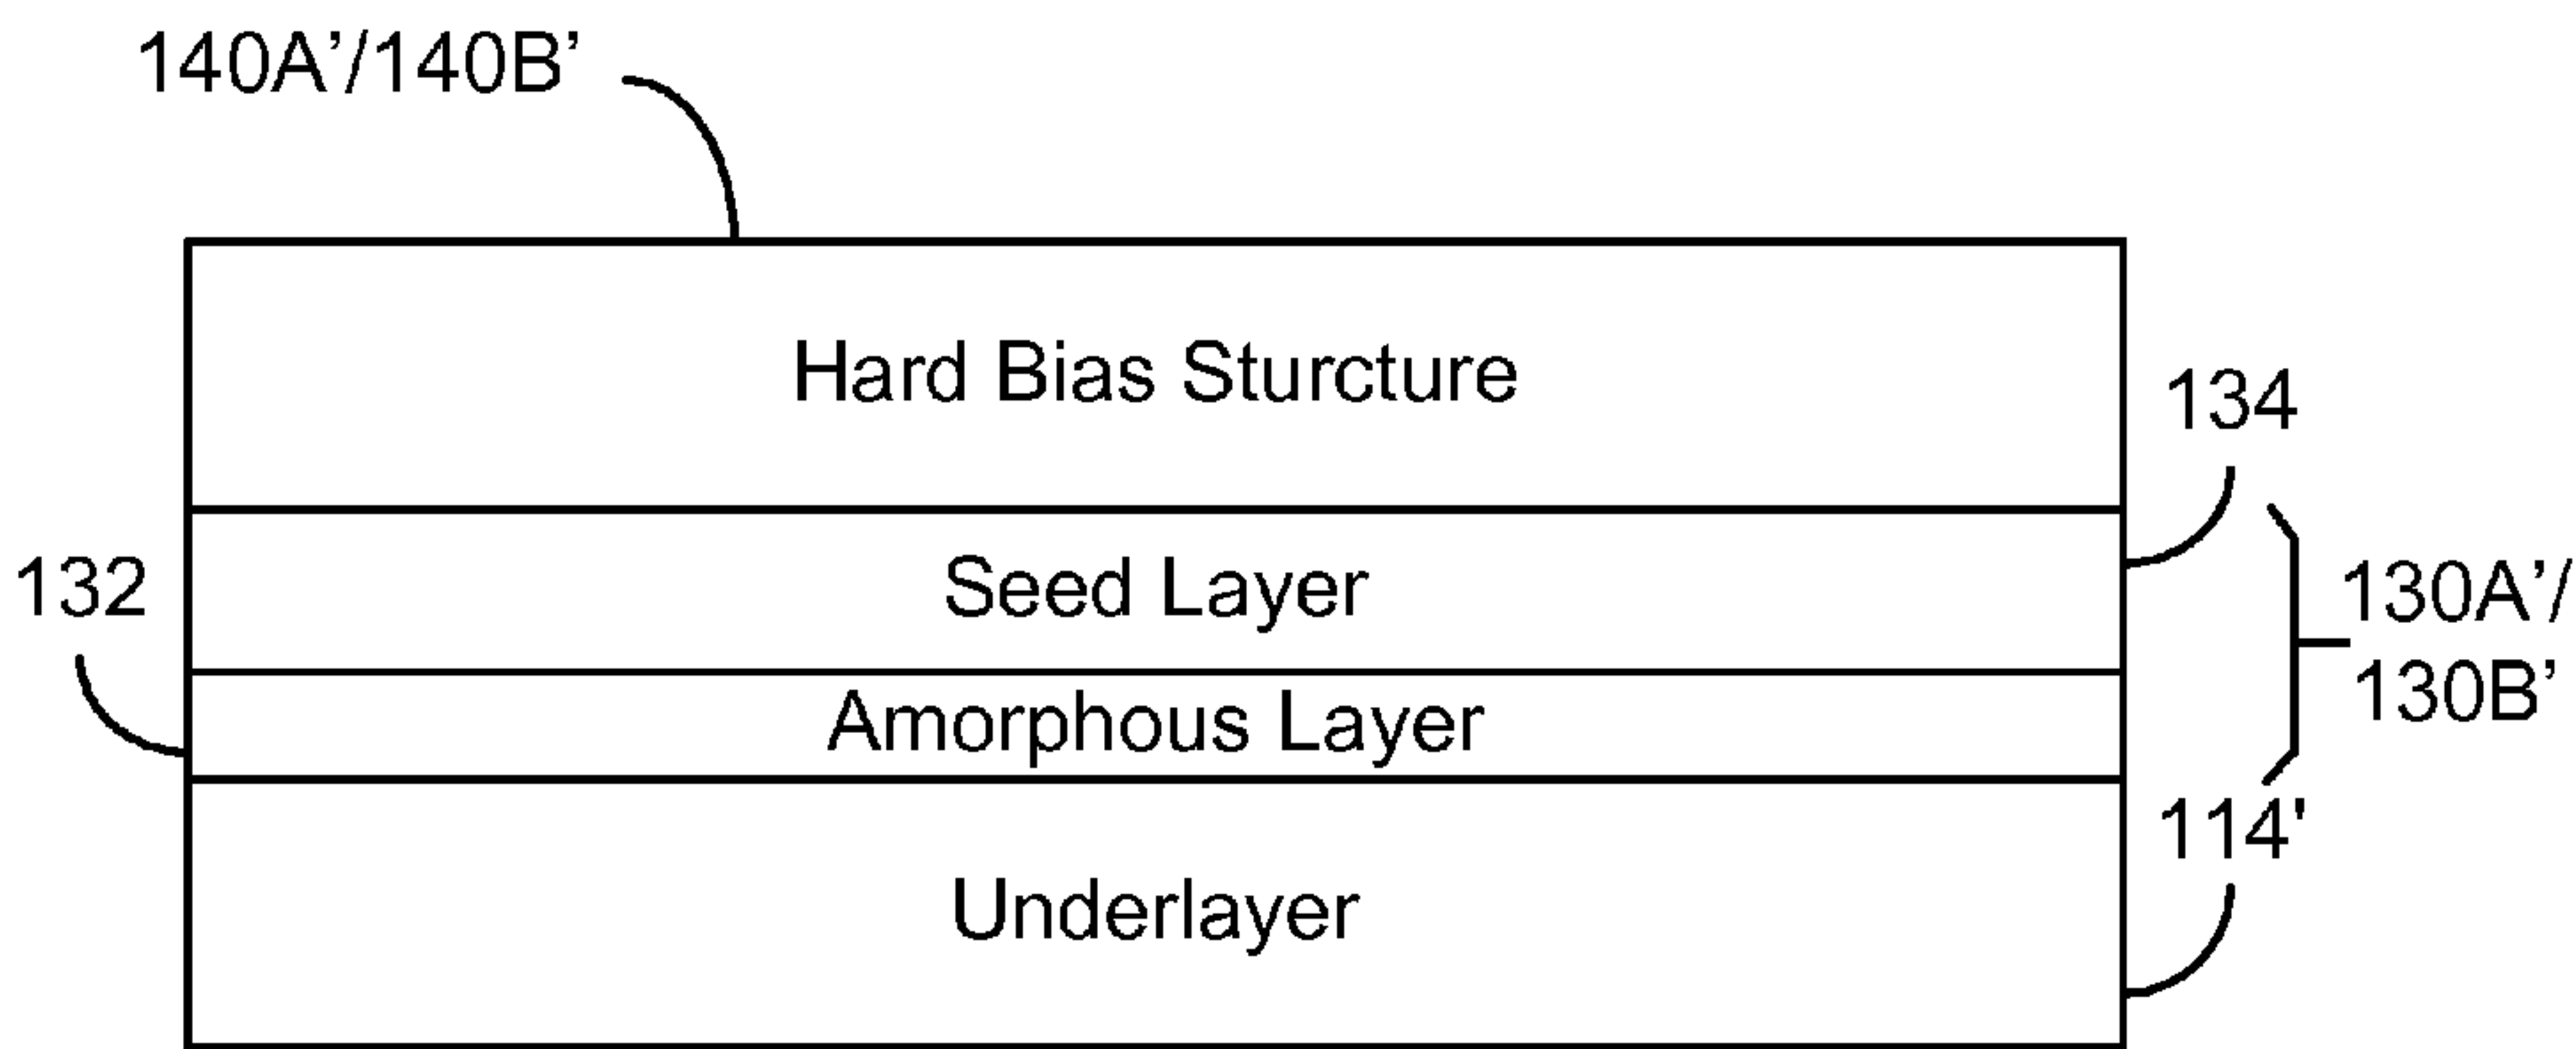 140A’/140B’
Hard Bias Sturcture
134
Seed Layer
132
130A’/
130B’
Amorphous Layer
114'
Underlayer